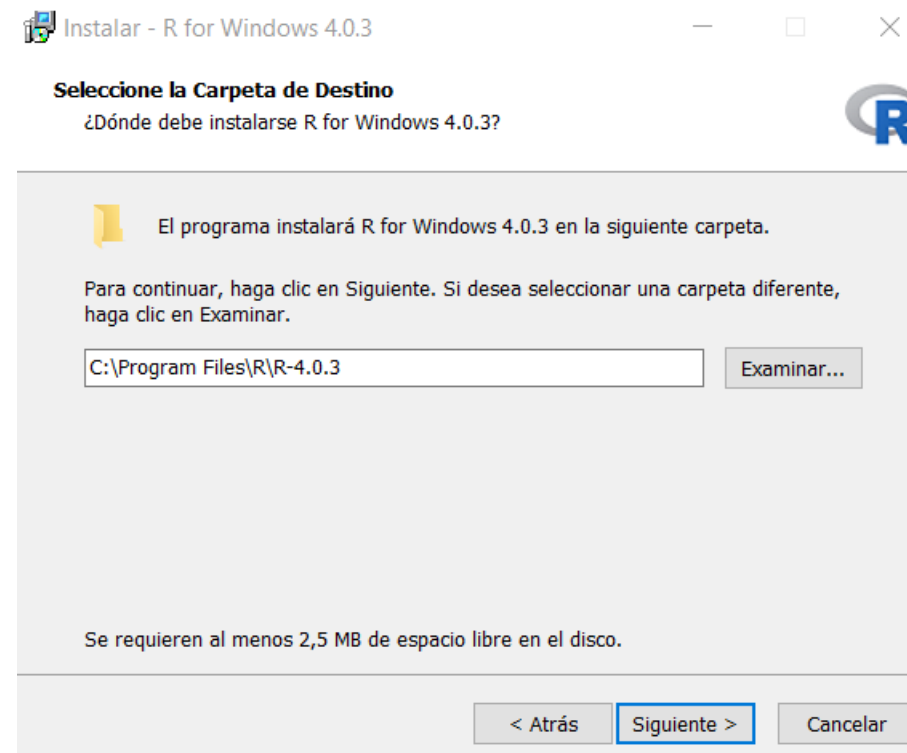 Instalar - R for Windows 4.0.3
Seleccione la Carpeta de Destino
¿Dónde debe instalarse R for Windows 4.0.3?
R
El programa instalará R for Windows 4.0.3 en la siguiente carpeta.
Para continuar, haga clic en Siguiente. Si desea seleccionar una carpeta diferente,
haga clic en Examinar.
C:\Program Files\R\R-4.0.3
Examinar...
Se requieren al menos 2,5 MB de espacio libre en el disco.
< Atrás
Siguiente >
Cancelar